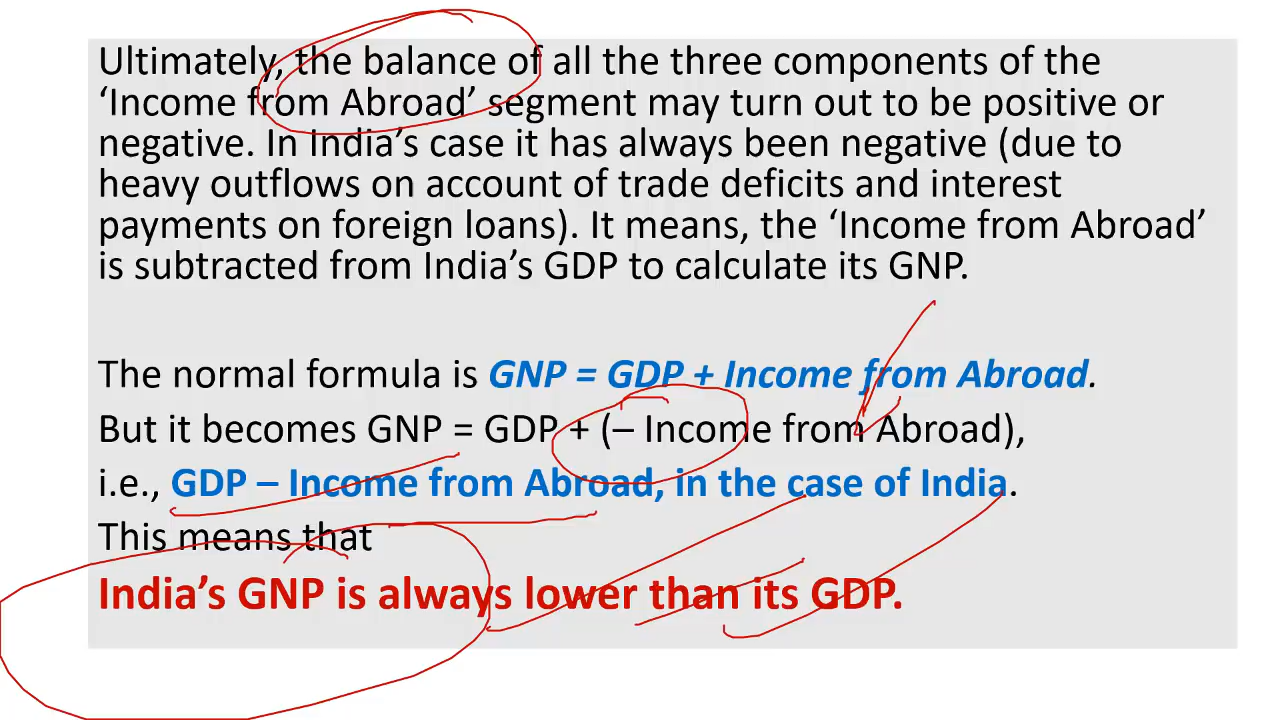 Ultimately, the balance of all the three components of the
‘Income from Abroad’ segment may turn out to be positive or
negative. In India’s case it has always been negative (due to
heavy outflows on account of trade deficits and interest
payments on foreign loans). It means, the ‘Income from Abroad’
is subtracted from India’s GDP to calculate its GNP.
The normal formula is GNP = GDP + Income from Abroad.
But it becomes GNP = GDP + (– Income from Abroad),
i.e., GDP – Income from Abroad, in the case of India.
This means that
India’s GNP is always lower than its GDP.